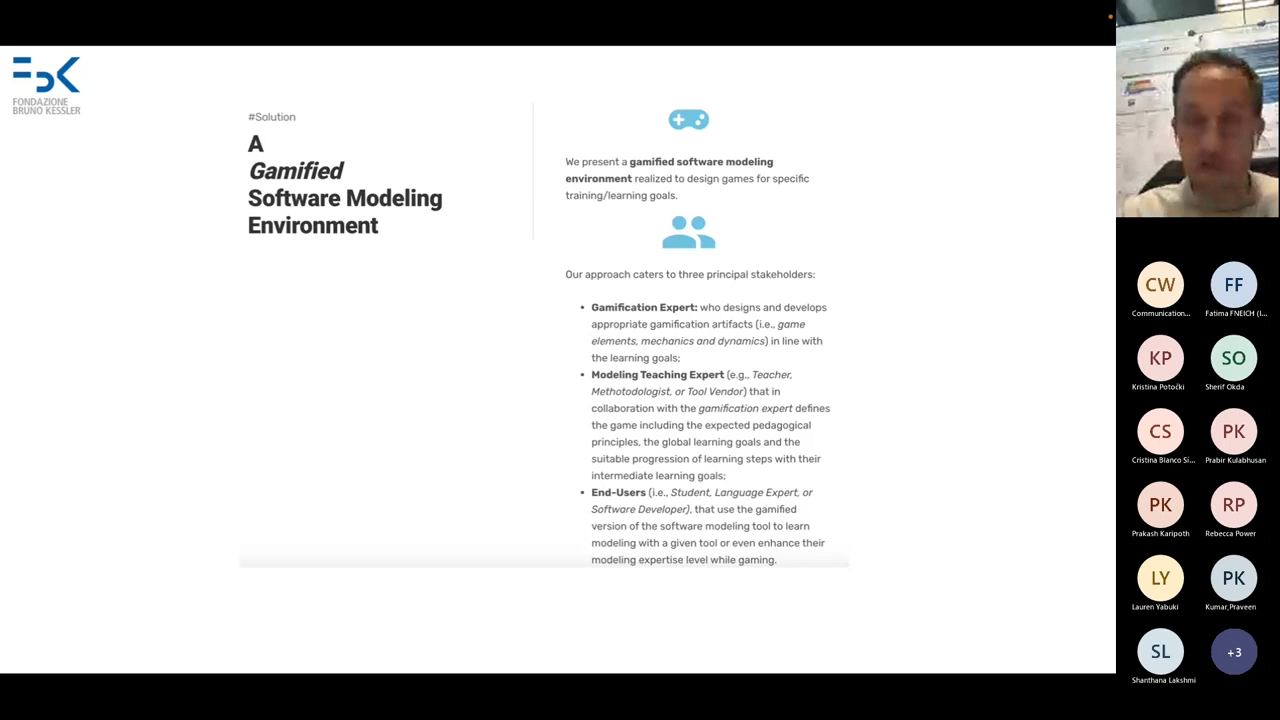 FONDAZIONE
BRUNO KESSLER
#Solution
A
Gamified
Software Modeling
Environment
We present a gamified software modeling
environment realized to design games for specific
training/learning goals.
Our approach caters to three principal stakeholders:
• Gamification Expert: who designs and develops
appropriate gamification artifacts (i.e., game
elements, mechanics and dynamics) in line with
the learning goals;
• Modeling Teaching Expert (e.g., Teacher,
Methotodologist, or Tool Vendor) that in
collaboration with the gamification expert defines
the game including the expected pedagogical
principles, the global learning goals and the
suitable progression of learning steps with their
intermediate learning goals;
• End-Users (i.e., Student, Language Expert, or
Software Developer), that use the gamified
version of the software modeling tool to learn
modeling with a given tool or even enhance their
modeling expertise level while gaming.
CW
Communication...
FF
Fatima FNEICH (I...
KP
Kristina Potočki
SO
Sherif Okda
CS
Cristina Blanco Sí...
PK
Prabir Kulabhusan
PK
Prakash Karipoth
RP
Rebecca Power
LY
Lauren Yabuki
PK
Kumar,Praveen
SL
Shanthana Lakshmi
+3